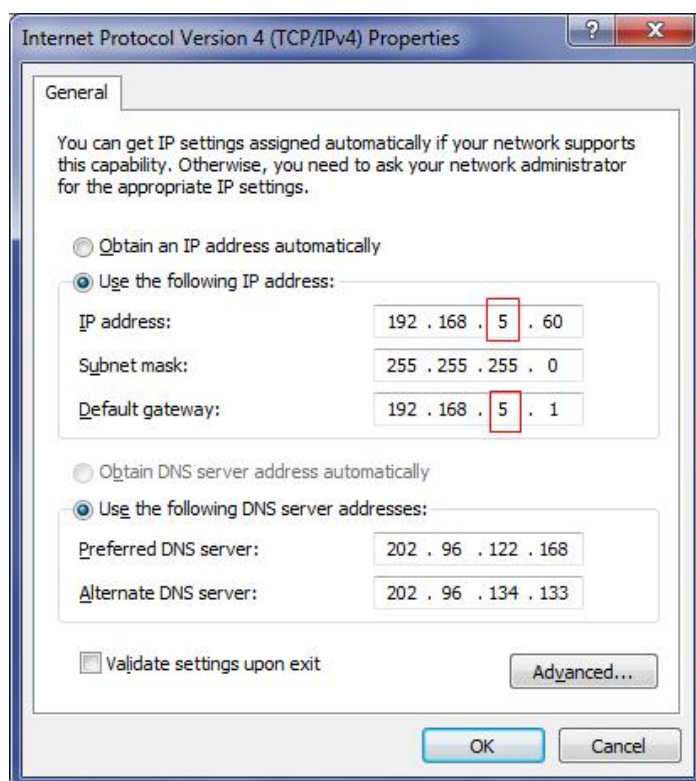 Internet Protocol Version 4 (TCP/IPv4) Properties
?
X
General
You can get IP settings assigned automatically if your network supports
this capability. Otherwise, you need to ask your network administrator
for the appropriate IP settings.
Obtain an IP address automatically
Use the following IP address:
IP address: 192 . 168 . 5 . 60
Subnet mask: 255 . 255 . 255 . 0
Default gateway: 192 . 168 . 5 . 1
Obtain DNS server address automatically
Use the following DNS server addresses:
Preferred DNS server: 202 . 96 . 122 . 168
Alternate DNS server: 202 . 96 . 134 . 133
Validate settings upon exit
Advanced...
OK Cancel